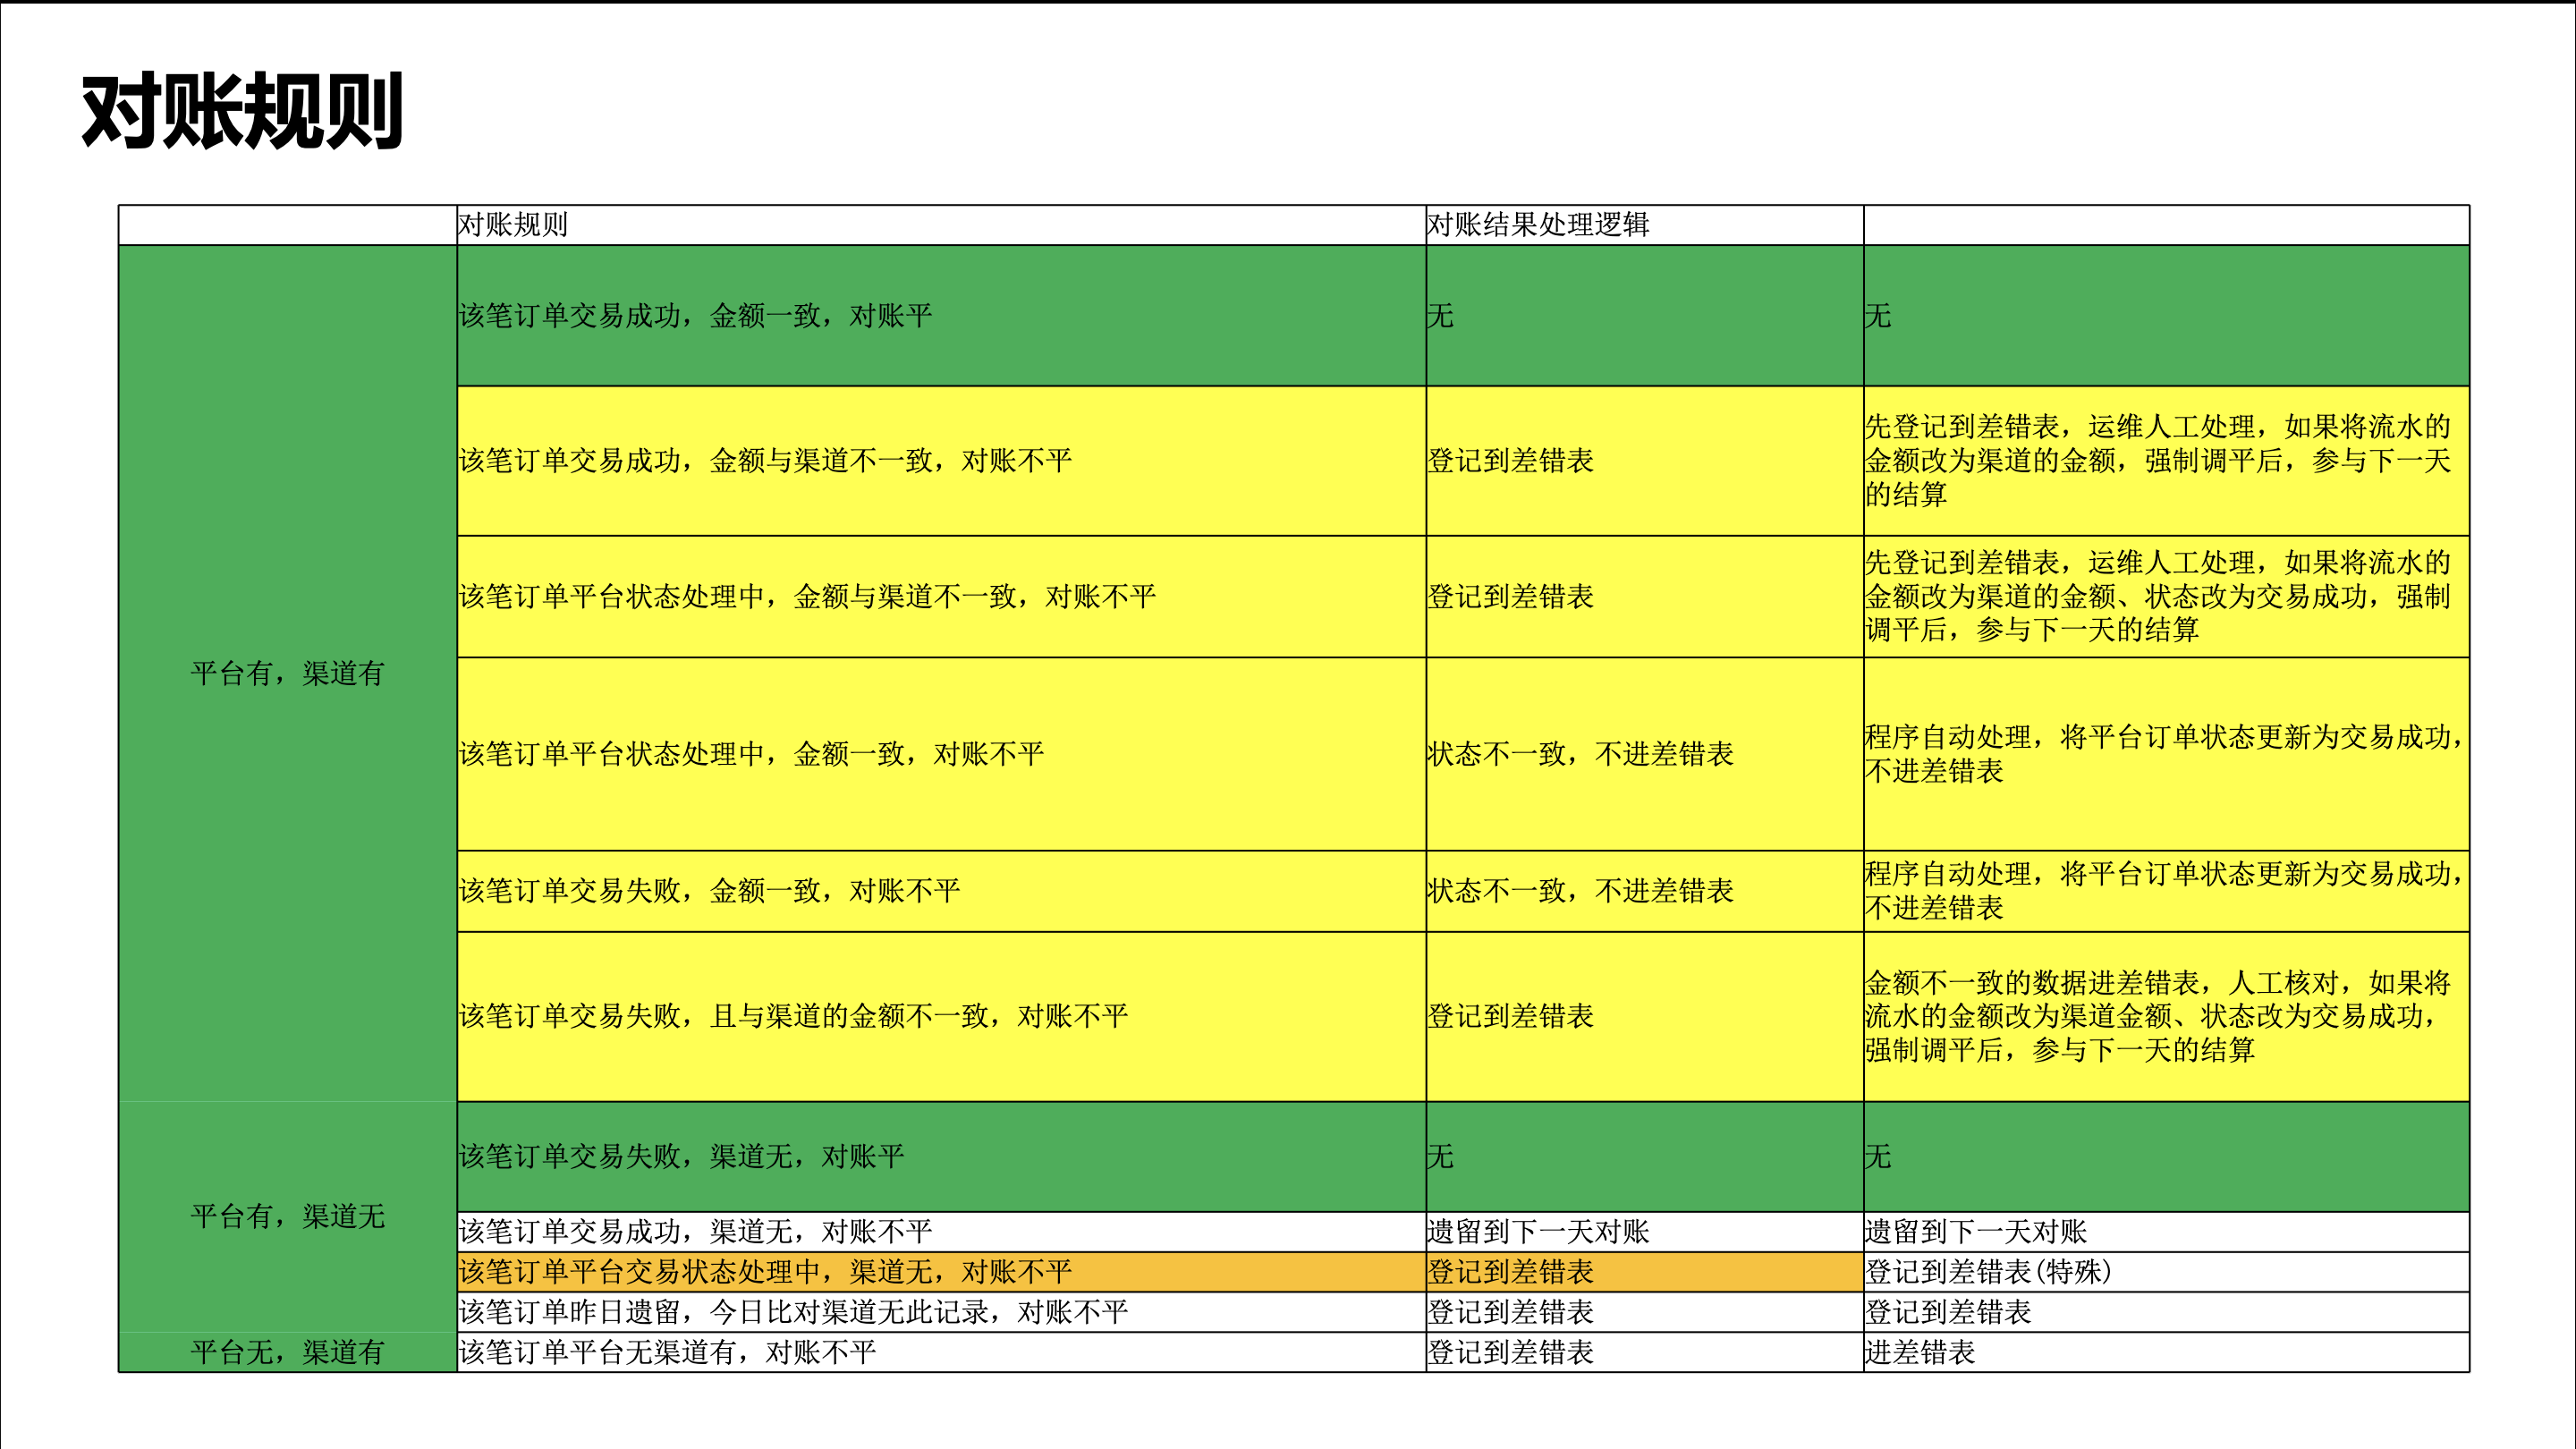 对账规则
对账规则
对账结果处理逻辑
平台有，渠道有
该笔订单交易成功，金额一致，对账平
无
无
该笔订单交易成功，金额与渠道不一致，对账不平
登记到差错表
先登记到差错表，运维人工处理，如果将流水的
金额改为渠道的金额，强制调平后，参与下一天
的结算
该笔订单平台状态处理中，金额与渠道不一致，对账不平
登记到差错表
先登记到差错表，运维人工处理，如果将流水的
金额改为渠道的金额、状态改为交易成功，强制
调平后，参与下一天的结算
该笔订单平台状态处理中，金额一致，对账不平
状态不一致，不进差错表
程序自动处理，将平台订单状态更新为交易成功，
不进差错表
该笔订单交易失败，金额一致，对账不平
状态不一致，不进差错表
程序自动处理，将平台订单状态更新为交易成功，
不进差错表
该笔订单交易失败，且与渠道的金额不一致，对账不平
登记到差错表
金额不一致的数据进差错表，人工核对，如果将
流水的金额改为渠道金额、状态改为交易成功，
强制调平后，参与下一天的结算
平台有，渠道无
该笔订单交易失败，渠道无，对账平
无
无
该笔订单交易成功，渠道无，对账不平
遗留到下一天对账
遗留到下一天对账
该笔订单平台交易状态处理中，渠道无，对账不平
登记到差错表
登记到差错表(特殊)
该笔订单昨日遗留，今日比对渠道无此记录，对账不平
登记到差错表
登记到差错表
平台无，渠道有
该笔订单平台无渠道有，对账不平
登记到差错表
进差错表